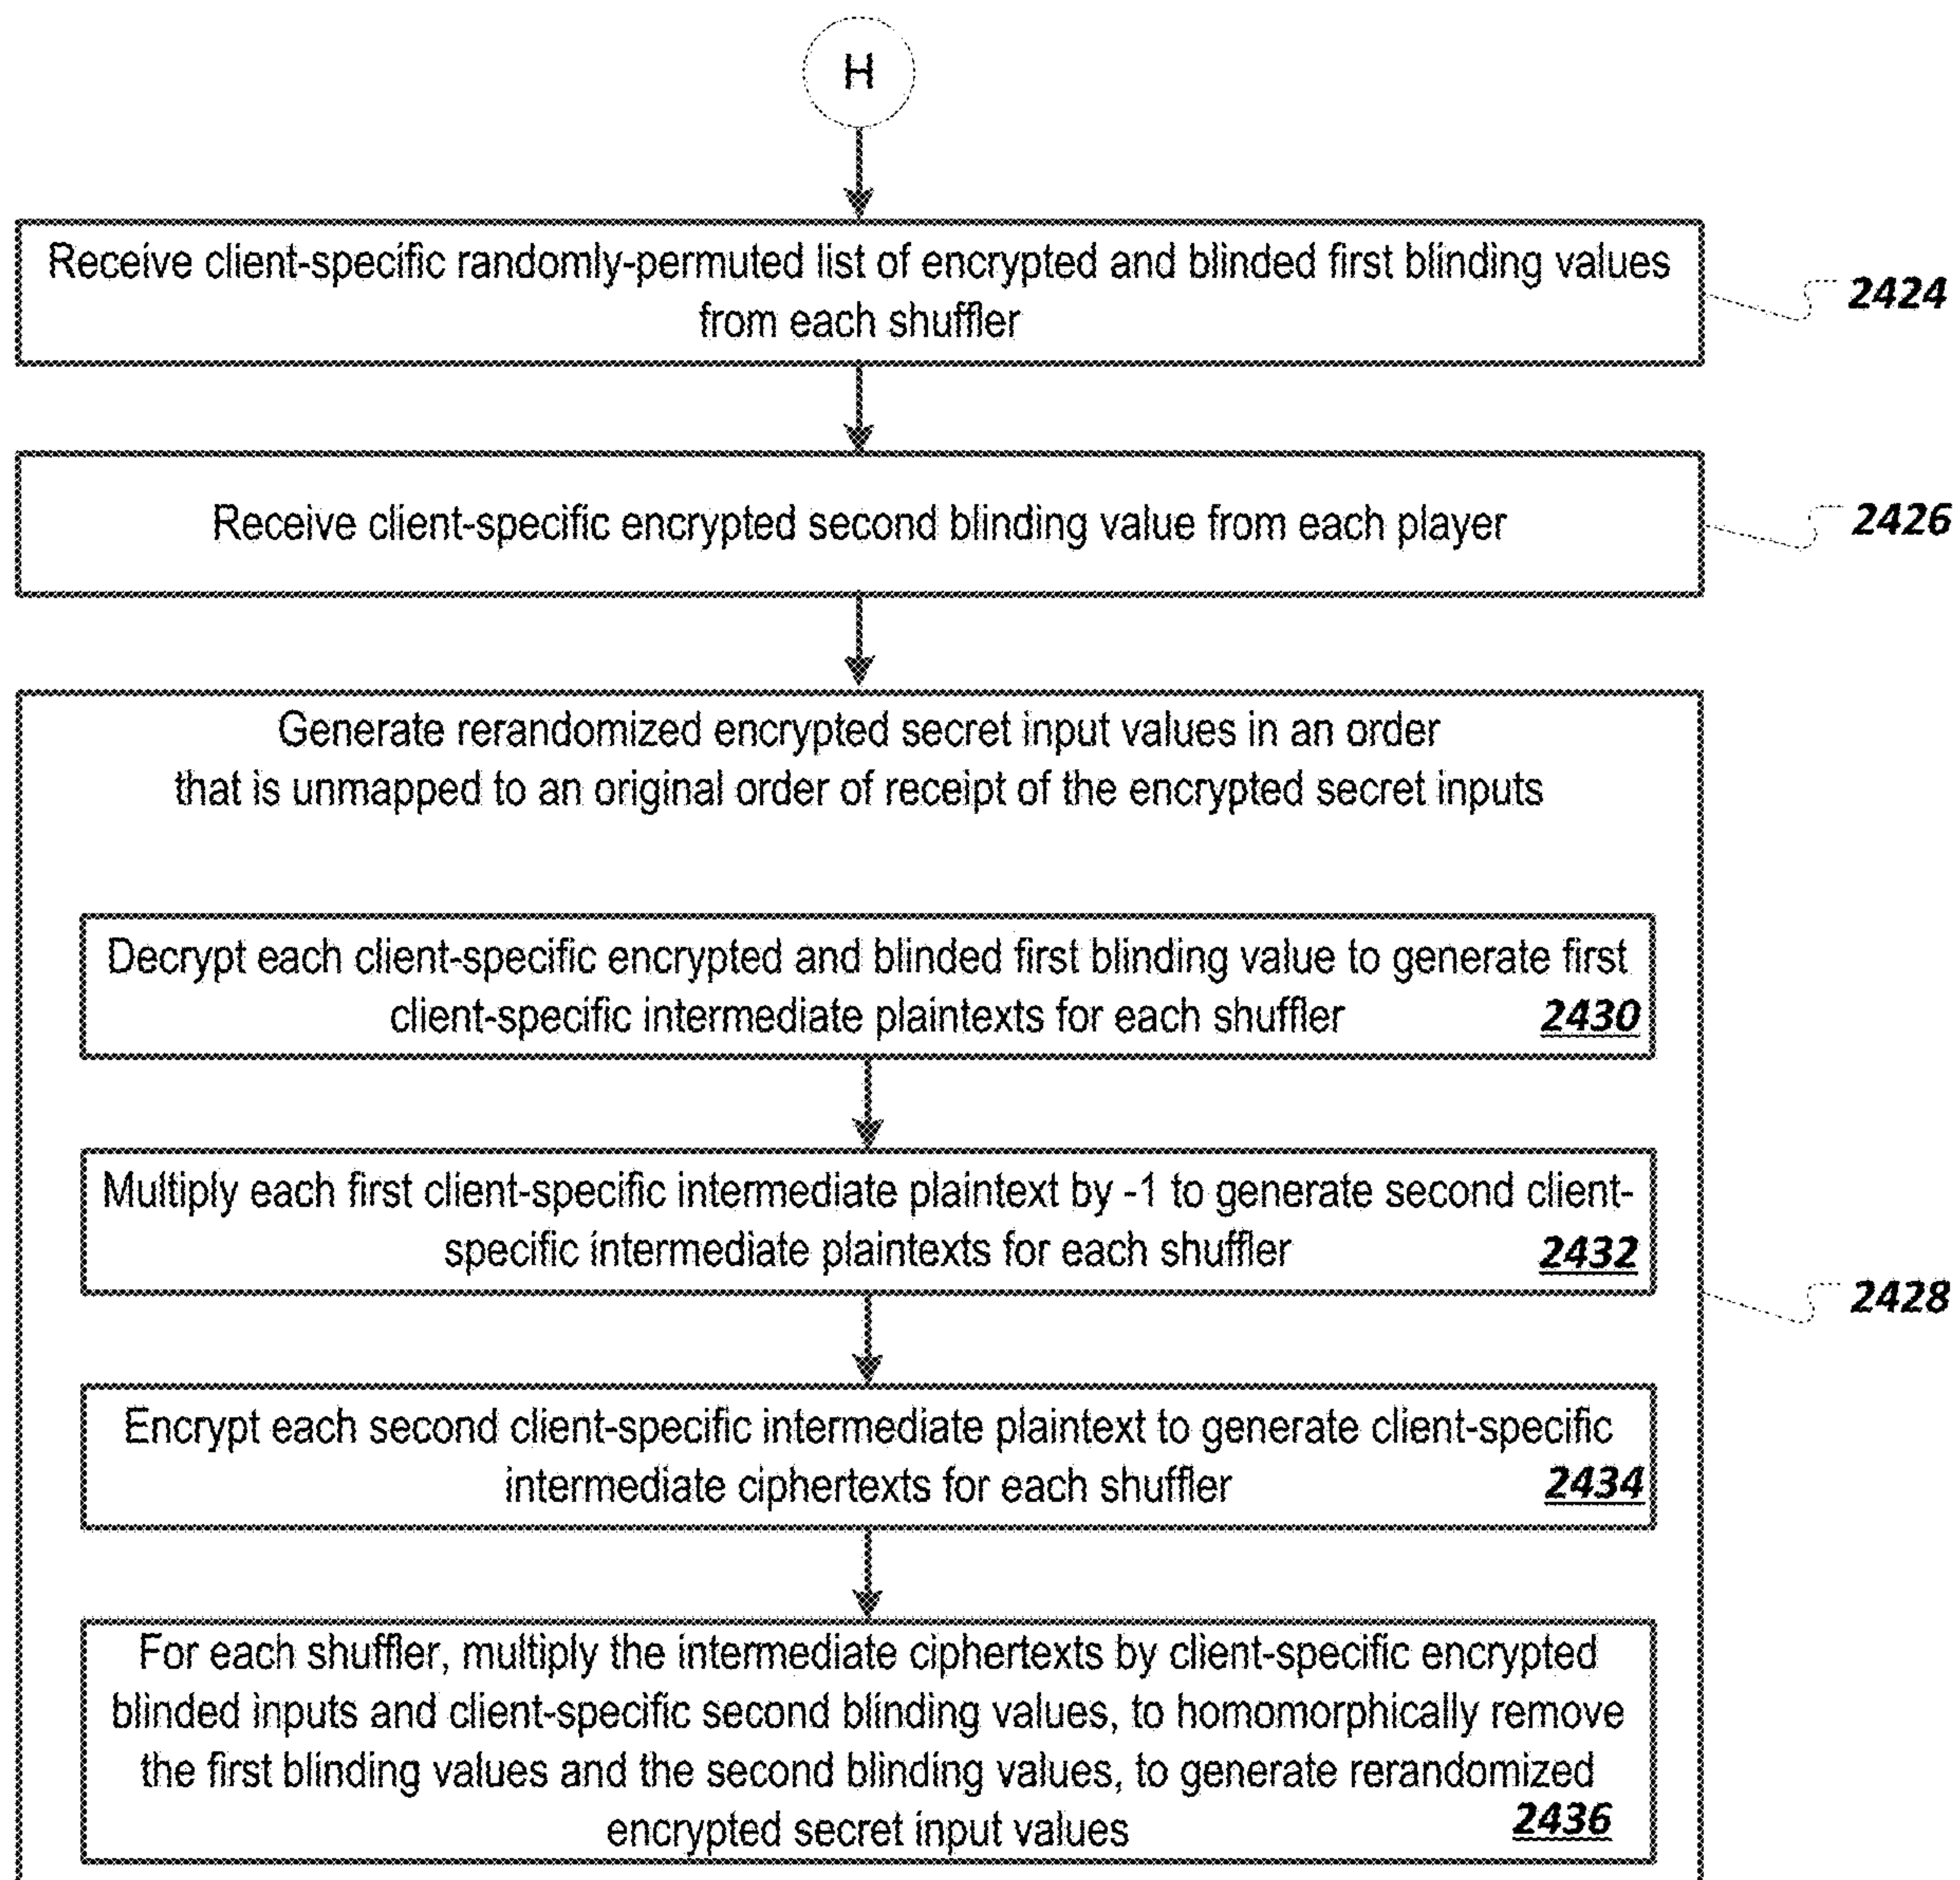 H
Receive client-specific randomly-permuted list of encrypted and blinded first blinding values
from each shuffler
2424
Receive client-specific encrypted second blinding value from each player
2426
Generate rerandomized encrypted secret input values in an order
that is unmapped to an original order of receipt of the encrypted secret inputs
Decrypt each client-specific encrypted and blinded first blinding value to generate first
client-specific intermediate plaintexts for each shuffler 2430
Multiply each first client-specific intermediate plaintext by -1 to generate second client-
specific intermediate plaintexts for each shuffler 2432
2428
Encrypt each second client-specific intermediate plaintext to generate client-specific
intermediate ciphertexts for each shuffler 2434
For each shuffler, multiply the intermediate ciphertexts by client-specific encrypted
blinded inputs and client-specific second blinding values, to homomorphically remove
the first blinding values and the second blinding values, to generate rerandomized
encrypted secret input values 2436